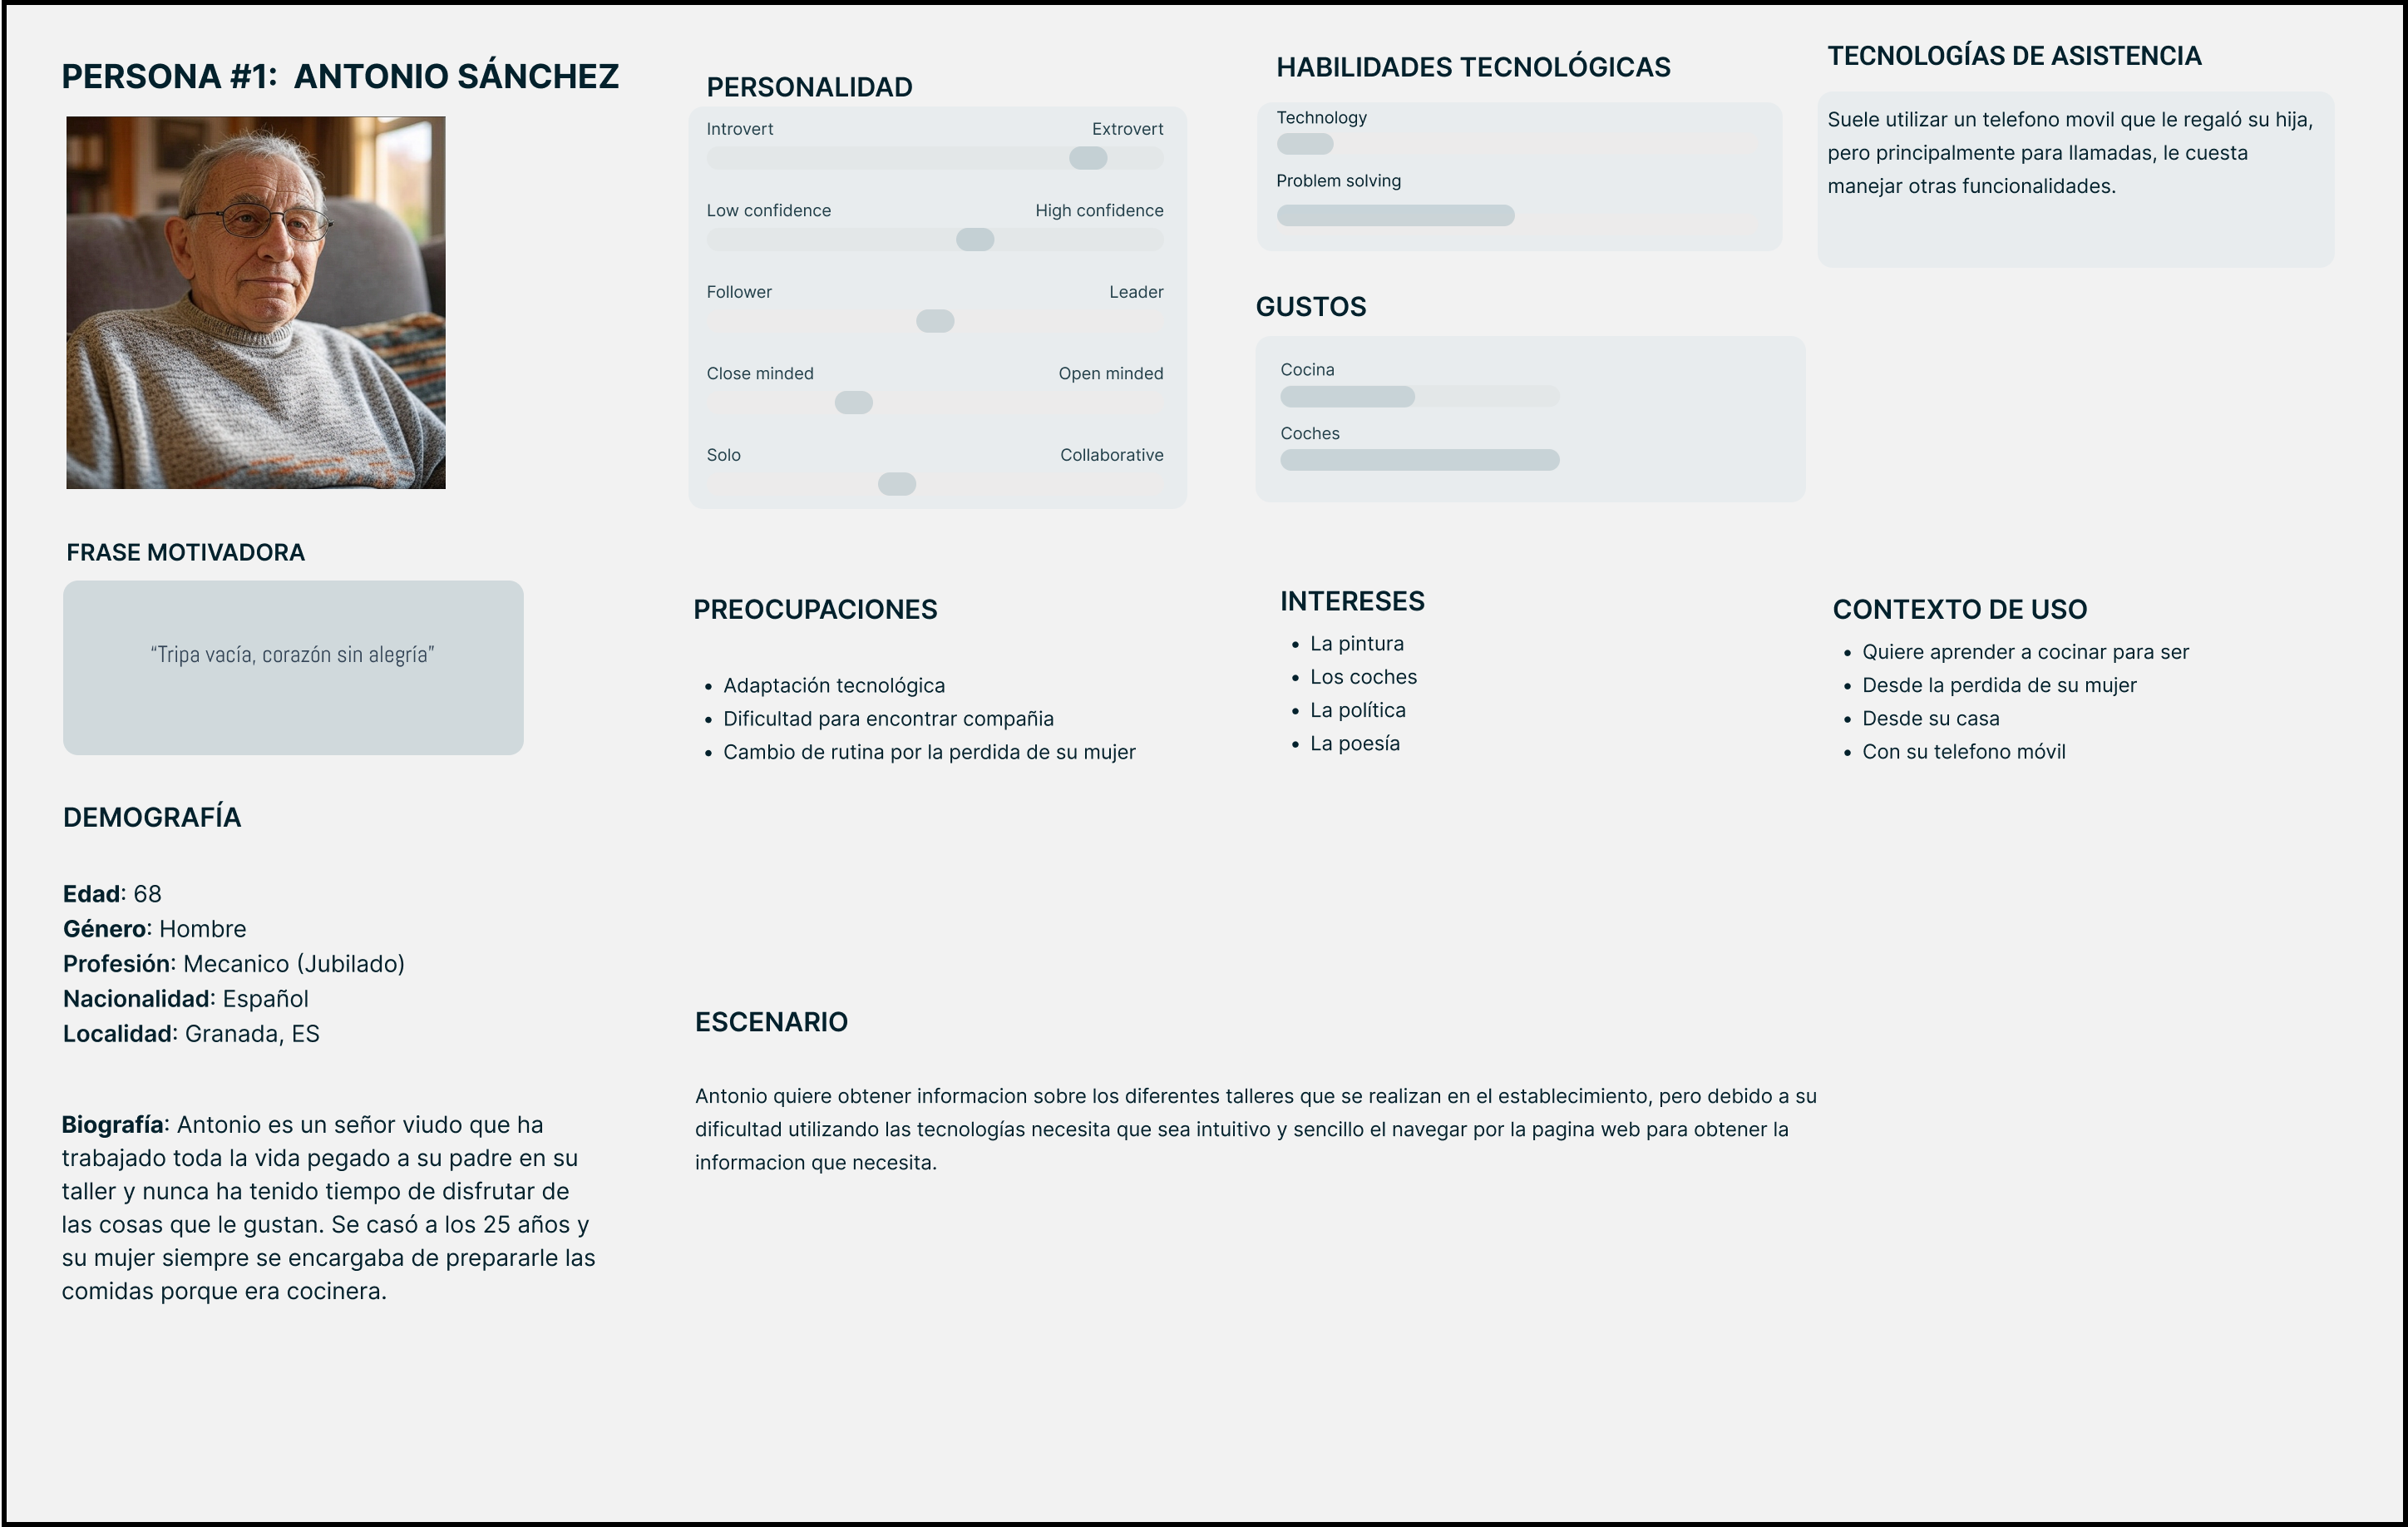 PERSONA #1: ANTONIO SÁNCHEZ
FRASE MOTIVADORA
“Tripa vacía, corazón sin alegría”
DEMOGRAFÍA
Edad: 68
Género: Hombre
Profesión: Mecanico (Jubilado)
Nacionalidad: Español
Localidad: Granada, ES
Biografía: Antonio es un señor viudo que ha
trabajado toda la vida pegado a su padre en su
taller y nunca ha tenido tiempo de disfrutar de
las cosas que le gustan. Se casó a los 25 años y
su mujer siempre se encargaba de prepararle las
comidas porque era cocinera.
PERSONALIDAD
Introvert Extrovert
Low confidence High confidence
Follower Leader
Close minded Open minded
Solo Collaborative
HABILIDADES TECNOLÓGICAS
Technology
Problem solving
GUSTOS
Cocina
Coches
TECNOLOGÍAS DE ASISTENCIA
Suele utilizar un telefono movil que le regaló su hija,
pero principalmente para llamadas, le cuesta
manejar otras funcionalidades.
PREOCUPACIONES
• Adaptación tecnológica
• Dificultad para encontrar compañia
• Cambio de rutina por la perdida de su mujer
INTERESES
• La pintura
• Los coches
• La política
• La poesía
CONTEXTO DE USO
• Quiere aprender a cocinar para ser
• Desde la perdida de su mujer
• Desde su casa
• Con su telefono móvil
ESCENARIO
Antonio quiere obtener informacion sobre los diferentes talleres que se realizan en el establecimiento, pero debido a su
dificultad utilizando las tecnologías necesita que sea intuitivo y sencillo el navegar por la pagina web para obtener la
informacion que necesita.